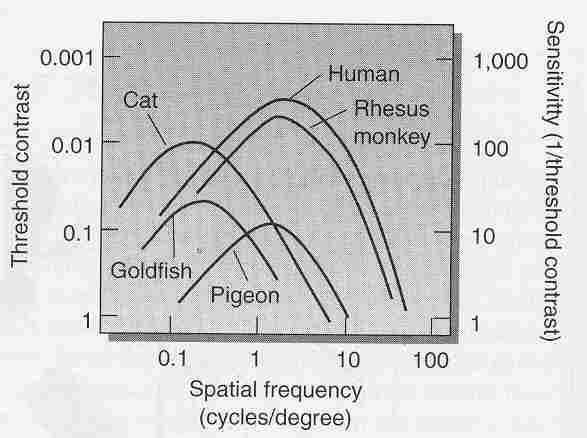 0.001
0.01
0.1
1
Threshold contrast
Cat
Human
Rhesus
monkey
Goldfish
Pigeon
1,000
100
10
1
Sensitivity (1/threshold contrast)
0.1
1
10
100
Spatial frequency
(cycles/degree)